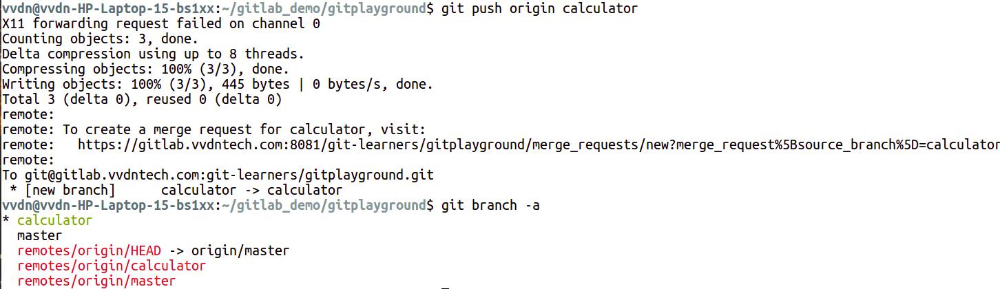 vvdn@vvdn-HP-Laptop-15-bs1xx:~/gitlab_demo/gitplayground$ git push origin calculator
X11 forwarding request failed on channel 0
Counting objects: 3, done.
Delta compression using up to 8 threads.
Compressing objects: 100% (3/3), done.
Writing objects: 100% (3/3), 445 bytes | 0 bytes/s, done.
Total 3 (delta 0), reused 0 (delta 0)
remote:
remote: To create a merge request for calculator, visit:
remote:   https://gitlab.vvdntech.com:8081/git-learners/gitplayground/merge_requests/new?merge_request%5Bsource_branch%5D=calculator
remote:
To git@gitlab.vvdntech.com:git-learners/gitplayground.git
 * [new branch]      calculator -> calculator
vvdn@vvdn-HP-Laptop-15-bs1xx:~/gitlab_demo/gitplayground$ git branch -a
* calculator
  master
  remotes/origin/HEAD -> origin/master
  remotes/origin/calculator
  remotes/origin/master